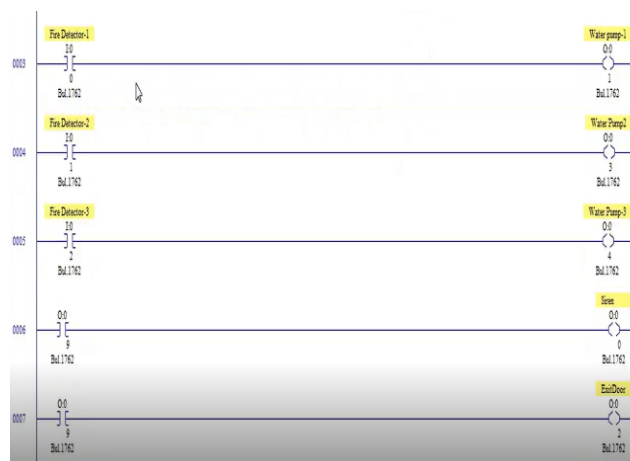 Fire Detector-1
Water pump-1
I:0
O:0
0003
0
1
Bul.1762
Bul.1762
Fire Detector-2
Water Pump2
I:0
O:0
0004
1
3
Bul.1762
Bul.1762
Fire Detector-3
Water Pump-3
I:0
O:0
0005
2
4
Bul.1762
Bul.1762
Siren
O:0
O:0
0006
9
0
Bul.1762
Bul.1762
ExitDoor
O:0
O:0
0007
9
2
Bul.1762
Bul.1762